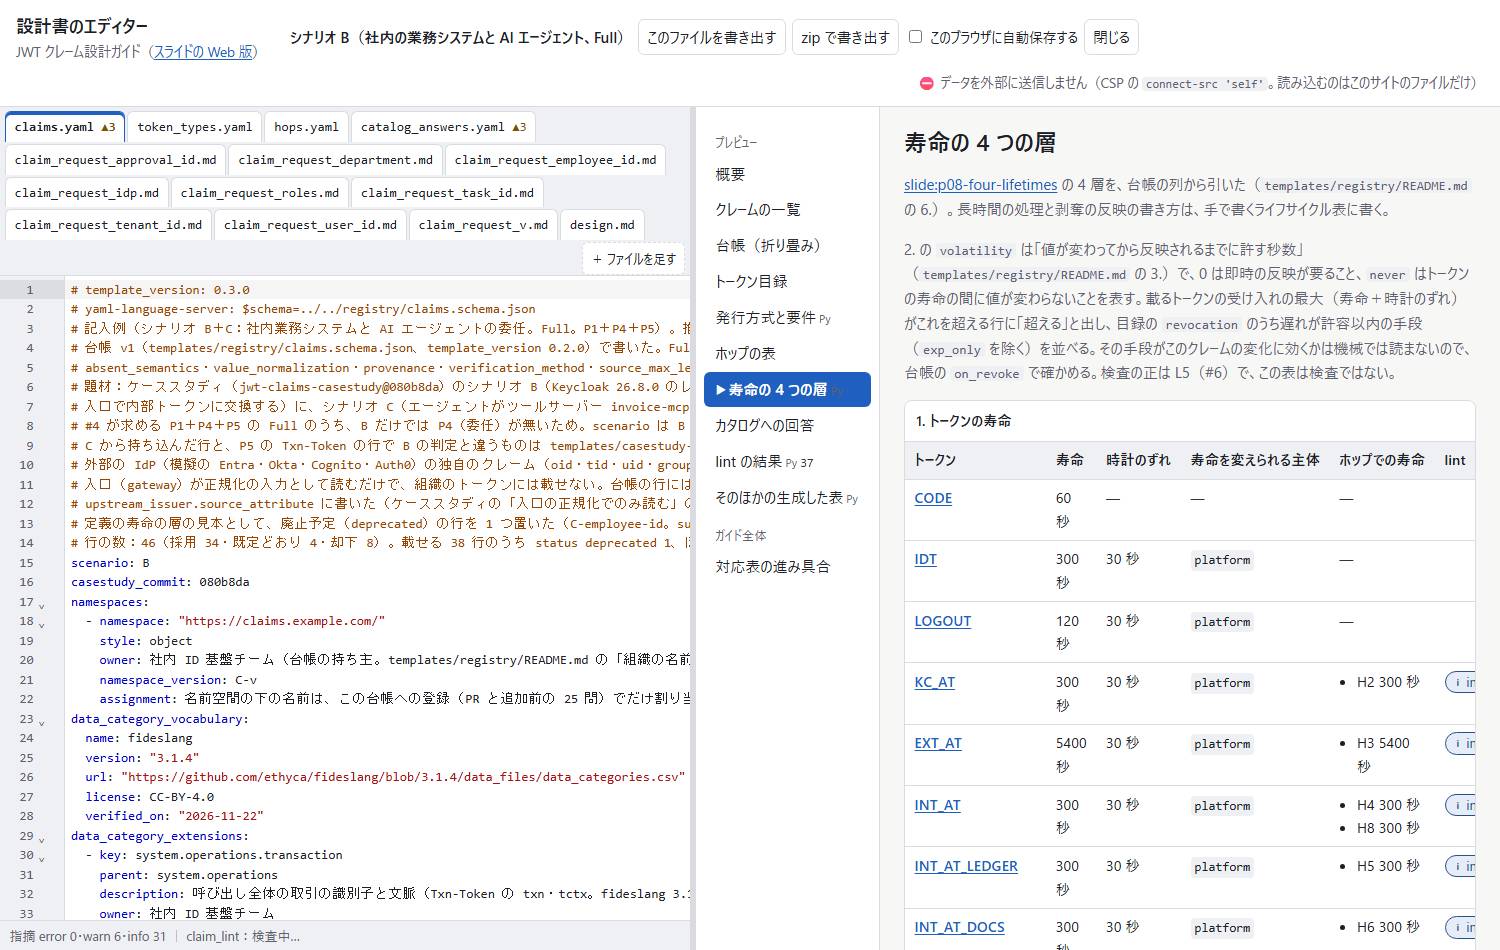 設計書のエディター
JWT クレーム設計ガイド（スライドの Web 版）
シナリオ B（社内の業務システムと AI エージェント、Full）
このファイルを書き出す
zip で書き出す
このブラウザに自動保存する
閉じる
データを外部に送信しません（CSP の connect-src 'self'。読み込むのはこのサイトのファイルだけ）
claims.yaml ▲3
token_types.yaml
hops.yaml
catalog_answers.yaml ▲3
claim_request_approval_id.md
claim_request_department.md
claim_request_employee_id.md
claim_request_idp.md
claim_request_roles.md
claim_request_task_id.md
claim_request_tenant_id.md
claim_request_user_id.md
claim_request_v.md
design.md
＋ ファイルを足す
1 # template_version: 0.3.0
2 # yaml-language-server: $schema=../../registry/claims.schema.json
3 # 記入例（シナリオ B+C：社内業務システムと AI エージェントの委任。Full。P1+P4+P5）。
4 # 台帳 v1（templates/registry/claims.schema.json、template_version 0.2.0）で書いた。Ful
5 # absent_semantics・value_normalization・provenance・verification_method・source_max_le
6 # 題材：ケーススタディ（jwt-claims-casestudy@080b8da）のシナリオ B（Keycloak 26.8.0 のレ
7 # 入口で内部トークンに交換する）に、シナリオ C（エージェントがツールサーバー invoice-mcp
8 # #4 が求める P1+P4+P5 の Full のうち、B だけでは P4（委任）が無いため。scenario は B
9 # C から持ち込んだ行と、P5 の Txn-Token の行で B の判定と違うものは templates/casestudy-
10 # 外部の IdP（模擬の Entra・Okta・Cognito・Auth0）の独自のクレーム（oid・tid・uid・group
11 # 入口（gateway）が正規化の入力として読むだけで、組織のトークンには載せない。台帳の行には
12 # upstream_issuer.source_attribute に書いた（ケーススタディの「入口の正規化でのみ読む」の
13 # 定義の寿命の層の見本として、廃止予定（deprecated）の行を 1 つ置いた（C-employee-id。su
14 # 行の数：46（採用 34・既定どおり 4・却下 8）。載せる 38 行のうち status deprecated 1、
15 scenario: B
16 casestudy_commit: 080b8da
17 namespaces:
18 - namespace: "https://claims.example.com/"
19 style: object
20 owner: 社内 ID 基盤チーム（台帳の持ち主。templates/registry/README.md の「組織の名前
21 namespace_version: C-v
22 assignment: 名前空間の下の名前は、この台帳への登録（PR と追加前の 25 問）でだけ割り当
23 data_category_vocabulary:
24 name: fideslang
25 version: "3.1.4"
26 url: "https://github.com/ethyca/fideslang/blob/3.1.4/data_files/data_categories.csv"
27 license: CC-BY-4.0
28 verified_on: "2026-11-22"
29 data_category_extensions:
30 - key: system.operations.transaction
31 parent: system.operations
32 description: 呼び出し全体の取引の識別子と文脈（Txn-Token の txn・tctx。fideslang 3.1
33 owner: 社内 ID 基盤チーム
指摘 error 0・warn 6・info 31
claim_lint：検査中…
プレビュー
概要
クレームの一覧
台帳（折り畳み）
トークン目録
発行方式と要件 Py
ホップの表
▶寿命の 4 つの層 Py
カタログへの回答
lint の結果 Py 37
そのほかの生成した表 Py
ガイド全体
対応表の進み具合
寿命の 4 つの層
slide:p08-four-lifetimes の 4 層を、台帳の列から引いた（ templates/registry/README.md
の 6.）。長時間の処理と剥奪の反映の書き方は、手で書くライフサイクル表に書く。
2. の volatility は「値が変わってから反映されるまでに許す秒数」
（ templates/registry/README.md の 3.）で、0 は即時の反映が要ること、never はトークン
の寿命の間に値が変わらないことを表す。載るトークンの受け入れの最大（寿命＋時計のずれ）
がこれを超える行に「超える」と出し、目録の revocation のうち遅れが許容以内の手段
（ exp_only を除く）を並べる。その手段がこのクレームの変化に効くかは機械では読まないので、
台帳の on_revoke で確かめる。検査の正は L5（#6）で、この表は検査ではない。
1. トークンの寿命
トークン 寿命 時計のずれ 寿命を変えられる主体 ホップでの寿命 lint
CODE 60 秒 — — —
IDT 300 秒 30 秒 platform —
LOGOUT 120 秒 30 秒 platform —
KC_AT 300 秒 30 秒 platform • H2 300 秒
EXT_AT 5400 秒 30 秒 platform • H3 5400 秒
INT_AT 300 秒 30 秒 platform • H4 300 秒
• H8 300 秒
INT_AT_LEDGER 300 秒 30 秒 platform • H5 300 秒
INT_AT_DOCS 300 秒 30 秒 platform • H6 300 秒